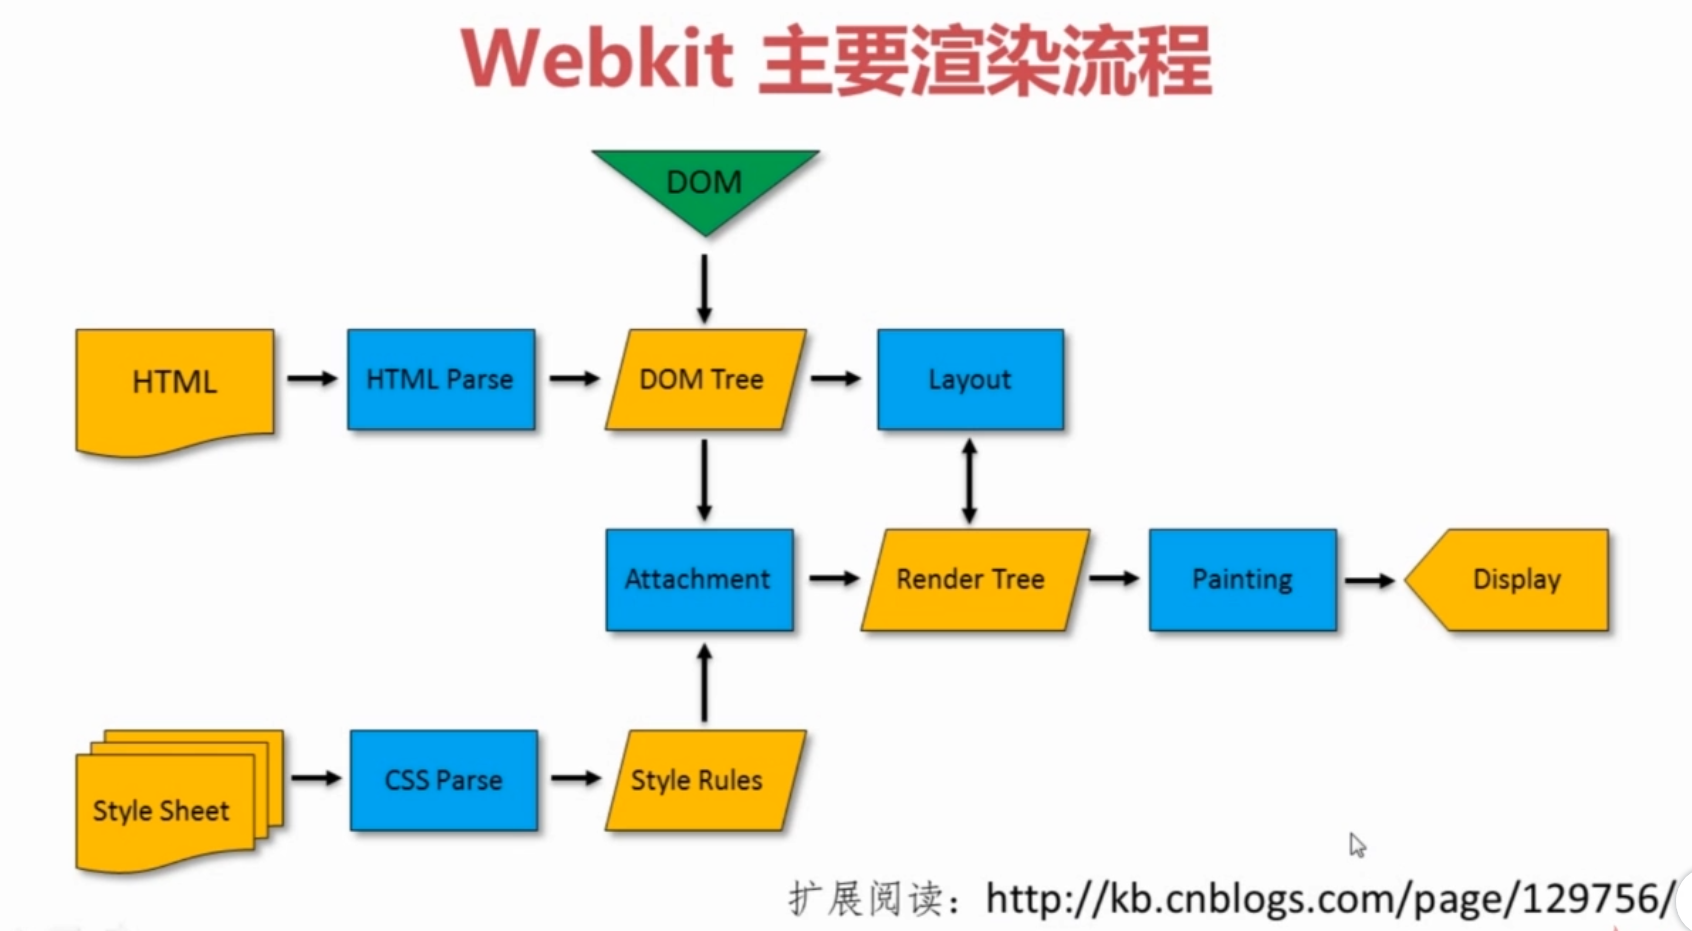 Webkit 主要渲染流程
DOM
HTML
HTML Parse
DOM Tree
Layout
Attachment
Render Tree
Painting
Display
Style Sheet
CSS Parse
Style Rules
扩展阅读：http://kb.cnblogs.com/page/129756/